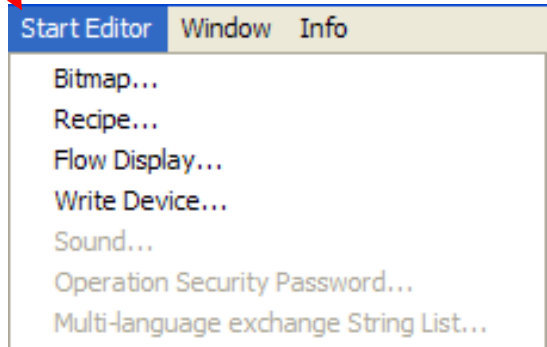 Start Editor Window Info
Bitmap...
Recipe...
Flow Display...
Write Device...
Sound...
Operation Security Password...
Multi-language exchange String List...